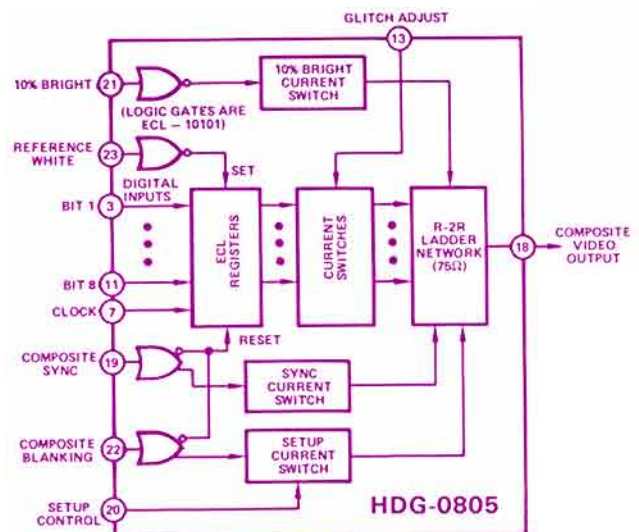 GLITCH ADJUST
13
10% BRIGHT
21
10% BRIGHT
CURRENT
SWITCH
(LOGIC GATES ARE
ECL – 10101)
REFERENCE
WHITE
23
SET
DIGITAL
INPUTS
BIT 1
3
BIT 8
11
CLOCK
7
ECL
REGISTERS
CURRENT
SWITCHES
R-2R
LADDER
NETWORK
(75Ω)
18
COMPOSITE
VIDEO
OUTPUT
RESET
COMPOSITE
SYNC
19
SYNC
CURRENT
SWITCH
COMPOSITE
BLANKING
22
SETUP
CURRENT
SWITCH
SETUP
CONTROL
20
HDG-0805